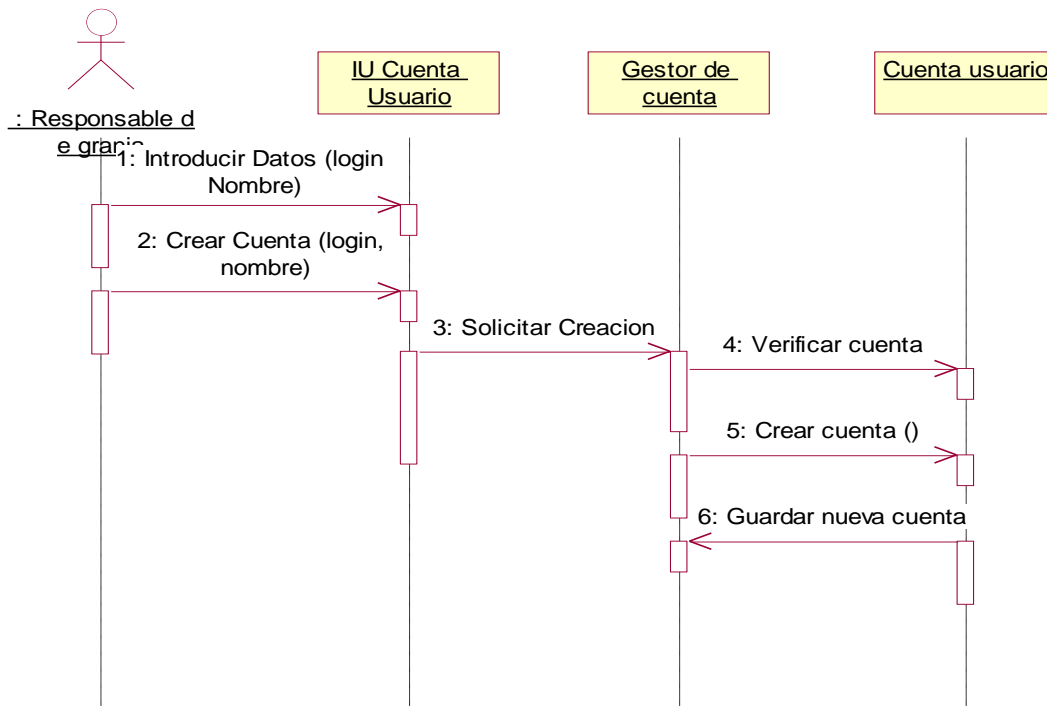 IU Cuenta
Usuario
Gestor de
cuenta
Cuenta usuario
: Responsable d
e granja
1: Introducir Datos (login
Nombre)
2: Crear Cuenta (login,
nombre)
3: Solicitar Creacion
4: Verificar cuenta
5: Crear cuenta ()
6: Guardar nueva cuenta